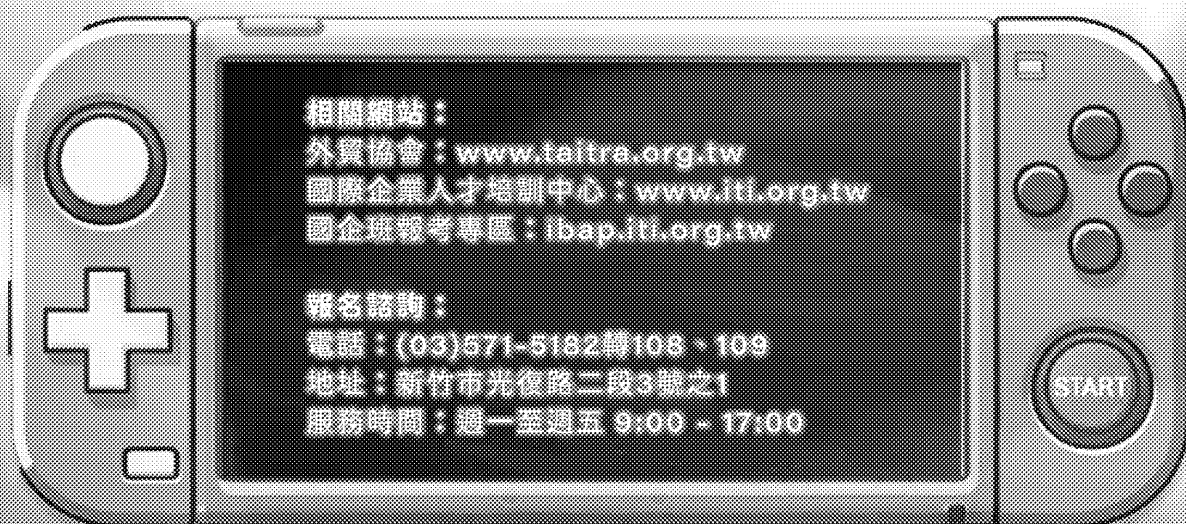 相關網站：
外貿協會：www.taitra.org.tw
國際企業人才培訓中心：www.iti.org.tw
國企班報考專區：ibap.iti.org.tw
報名諮詢：
電話：(03)571-5182轉108、109
地址：新竹市光復路二段3號之1
服務時間：週一至週五 9:00 - 17:00
START